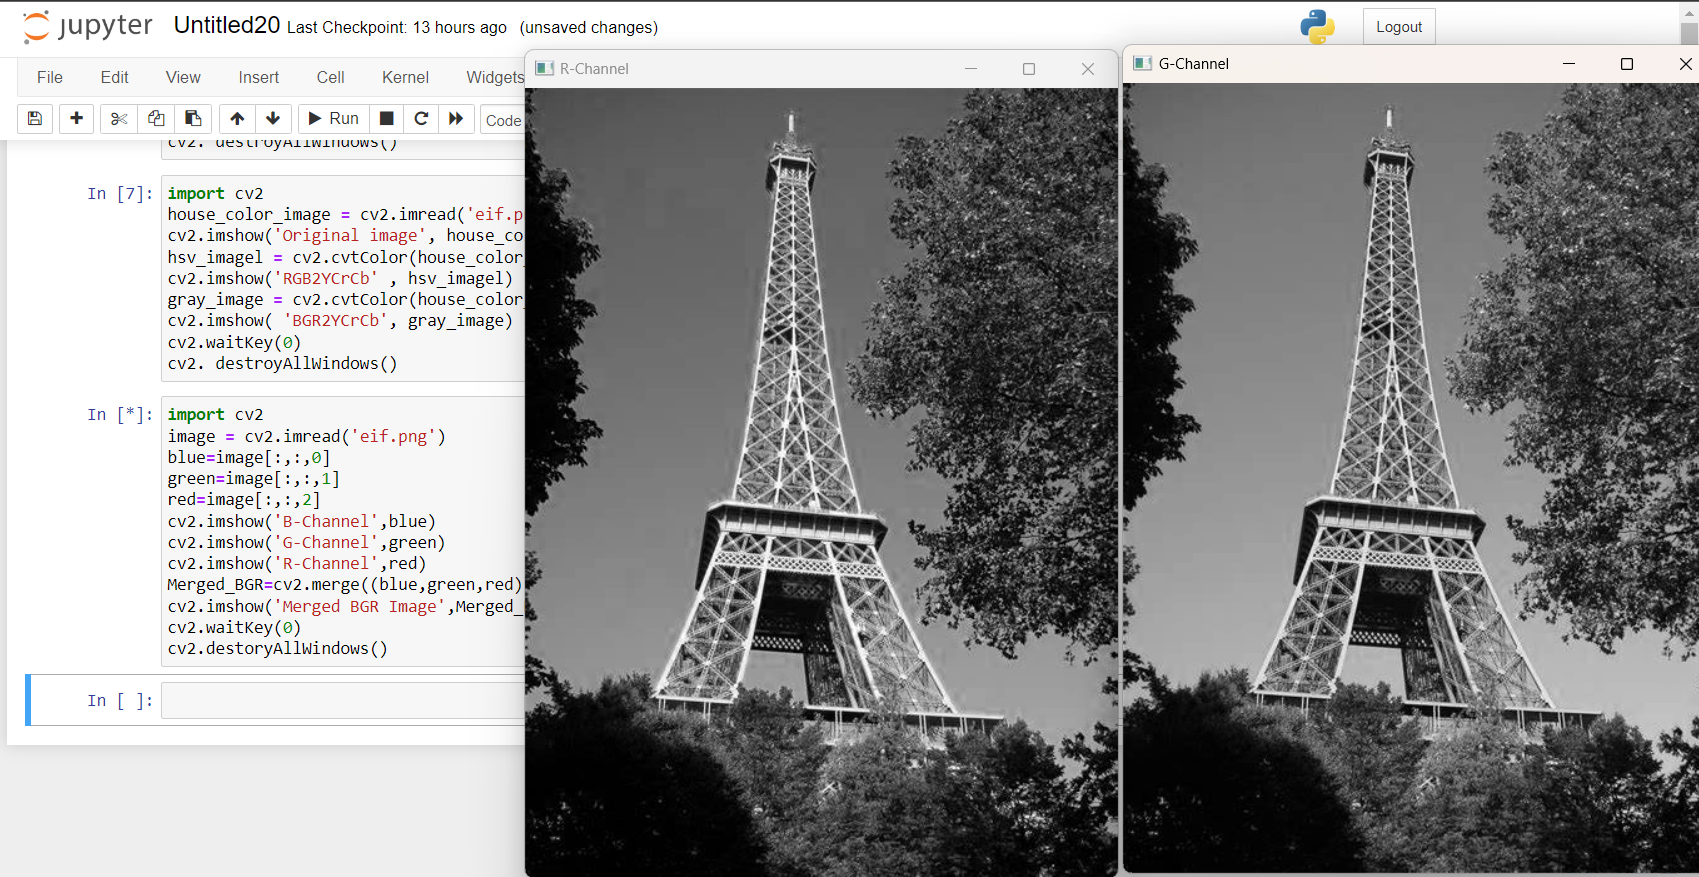 jupyter Untitled20 Last Checkpoint: 13 hours ago (unsaved changes)
Logout
File Edit View Insert Cell Kernel Widgets
Run Code
cv2. destroyAllWindows()
In [7]:
import cv2
house_color_image = cv2.imread('eif.p
cv2.imshow('Original image', house_co
hsv_imagel = cv2.cvtColor(house_color
cv2.imshow('RGB2YCrCb' , hsv_imagel)
gray_image = cv2.cvtColor(house_color
cv2.imshow( 'BGR2YCrCb', gray_image)
cv2.waitKey(0)
cv2. destroyAllWindows()
In [*]:
import cv2
image = cv2.imread('eif.png')
blue=image[:,:,0]
green=image[:,:,1]
red=image[:,:,2]
cv2.imshow('B-Channel',blue)
cv2.imshow('G-Channel',green)
cv2.imshow('R-Channel',red)
Merged_BGR=cv2.merge((blue,green,red)
cv2.imshow('Merged BGR Image',Merged_
cv2.waitKey(0)
cv2.destoryAllWindows()
In [ ]:
R-Channel
G-Channel